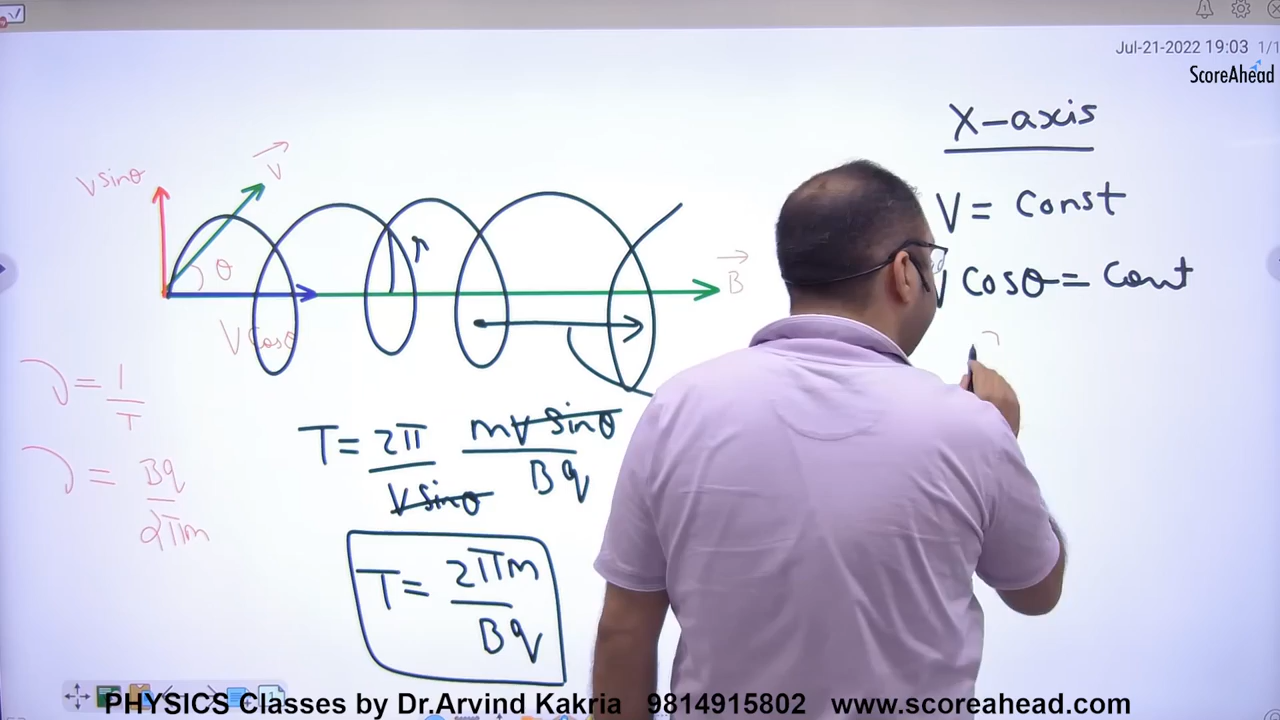 Jul-21-2022 19:03 1/1
ScoreAhead
X-axis
V = Const
V Cosθ = Cont
V sinθ
V
θ
r
B
V Cosθ
ν = 1/T
ν = Bq/2πm
T = 2π/V sinθ mV sinθ/Bq
T = 2πm/Bq
PHYSICS Classes by Dr.Arvind Kakria 9814915802 www.scoreahead.com